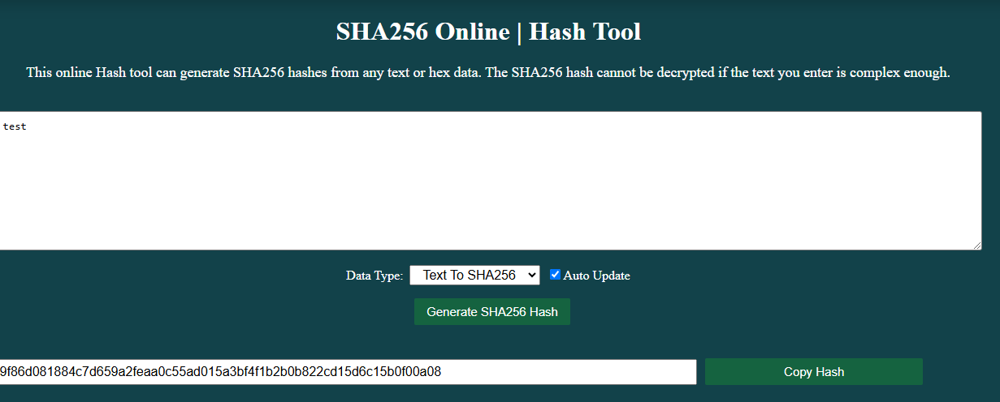 SHA256 Online | Hash Tool
This online Hash tool can generate SHA256 hashes from any text or hex data. The SHA256 hash cannot be decrypted if the text you enter is complex enough.
test
Data Type: Text To SHA256 Auto Update
Generate SHA256 Hash
9f86d081884c7d659a2feaa0c55ad015a3bf4f1b2b0b822cd15d6c15b0f00a08 Copy Hash